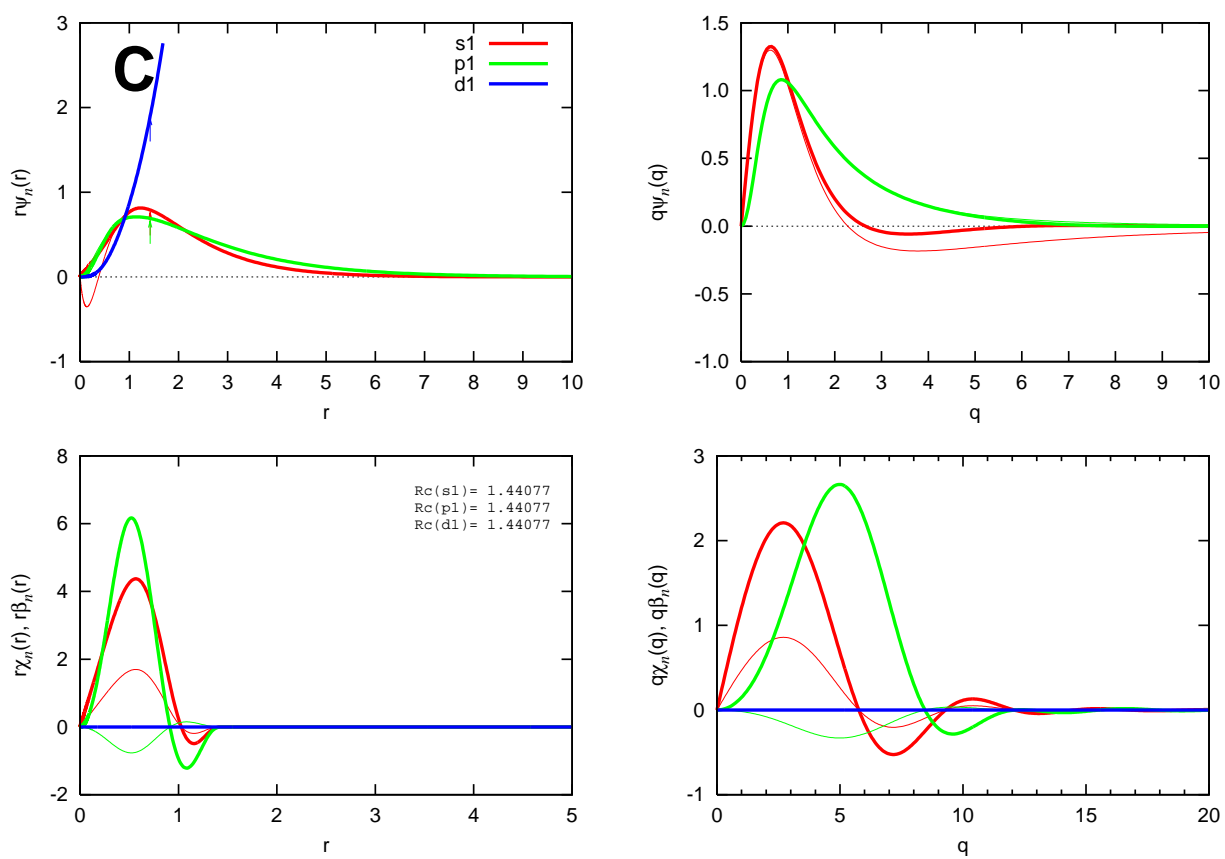 3
2
1
0
-1
0 1 2 3 4 5 6 7 8 9 10
rψn(r)
r
C
s1
p1
d1
1.5
1.0
0.5
0.0
-0.5
-1.0
0 1 2 3 4 5 6 7 8 9 10
qψn(q)
q
8
6
4
2
0
-2
0 1 2 3 4 5
rχn(r), rβn(r)
r
Rc(s1)= 1.44077
Rc(p1)= 1.44077
Rc(d1)= 1.44077
3
2
1
0
-1
0 5 10 15 20
qχn(q), qβn(q)
q